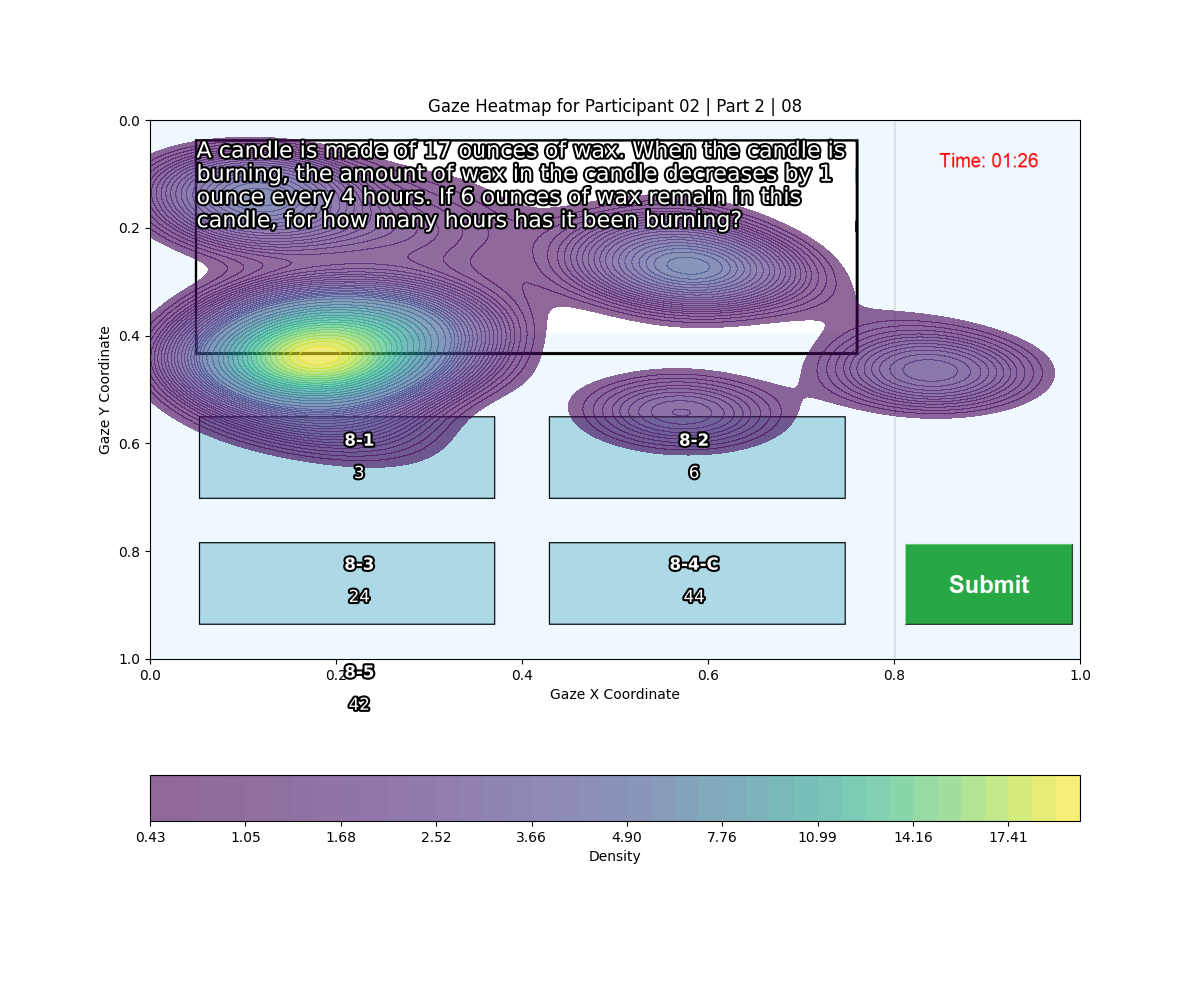 Gaze Heatmap for Participant 02 | Part 2 | 08
A candle is made of 17 ounces of wax. When the candle is
burning, the amount of wax in the candle decreases by 1
ounce every 4 hours. If 6 ounces of wax remain in this
candle, for how many hours has it been burning?
Time: 01:26
0.0
0.2
0.4
0.6
0.8
1.0
Gaze Y Coordinate
8-1
3
8-2
6
8-3
24
8-4-C
44
Submit
0.0
0.2
0.4
0.6
0.8
1.0
8-5
42
Gaze X Coordinate
0.43
1.05
1.68
2.52
3.66
4.90
7.76
10.99
14.16
17.41
Density